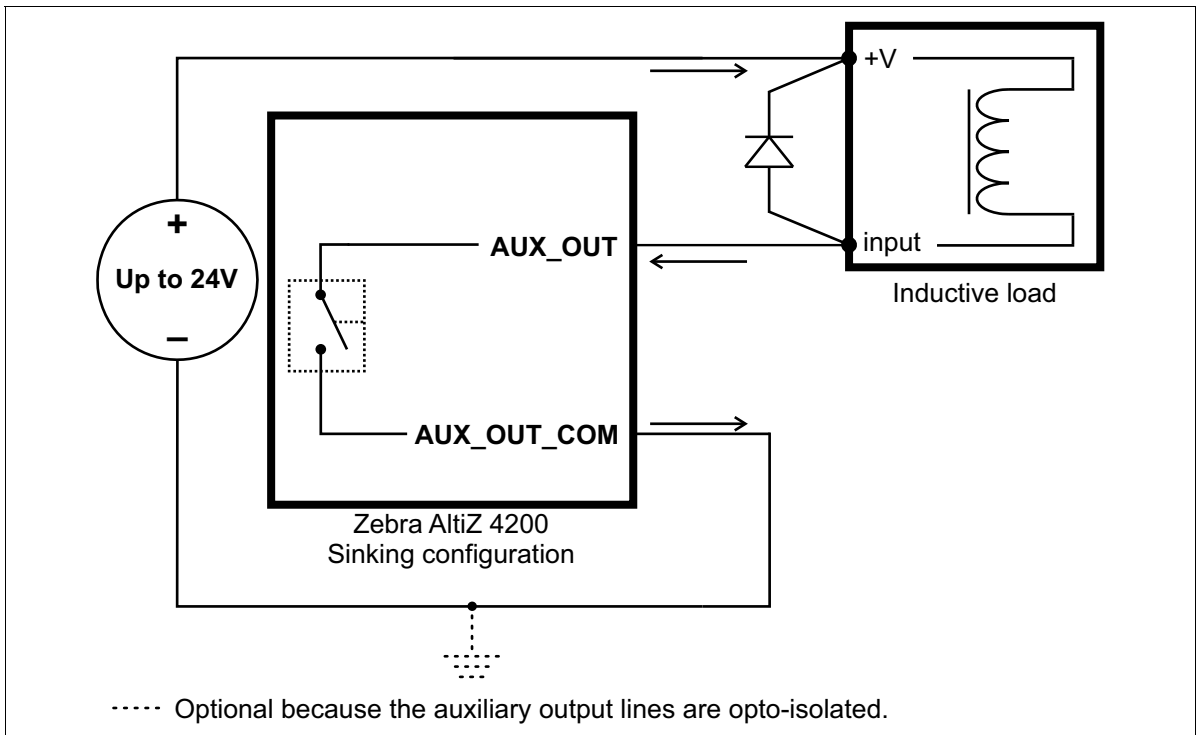 +V
+
Up to 24V
−
AUX_OUT
input
Inductive load
AUX_OUT_COM
Zebra AltiZ 4200
Sinking configuration
Optional because the auxiliary output lines are opto-isolated.